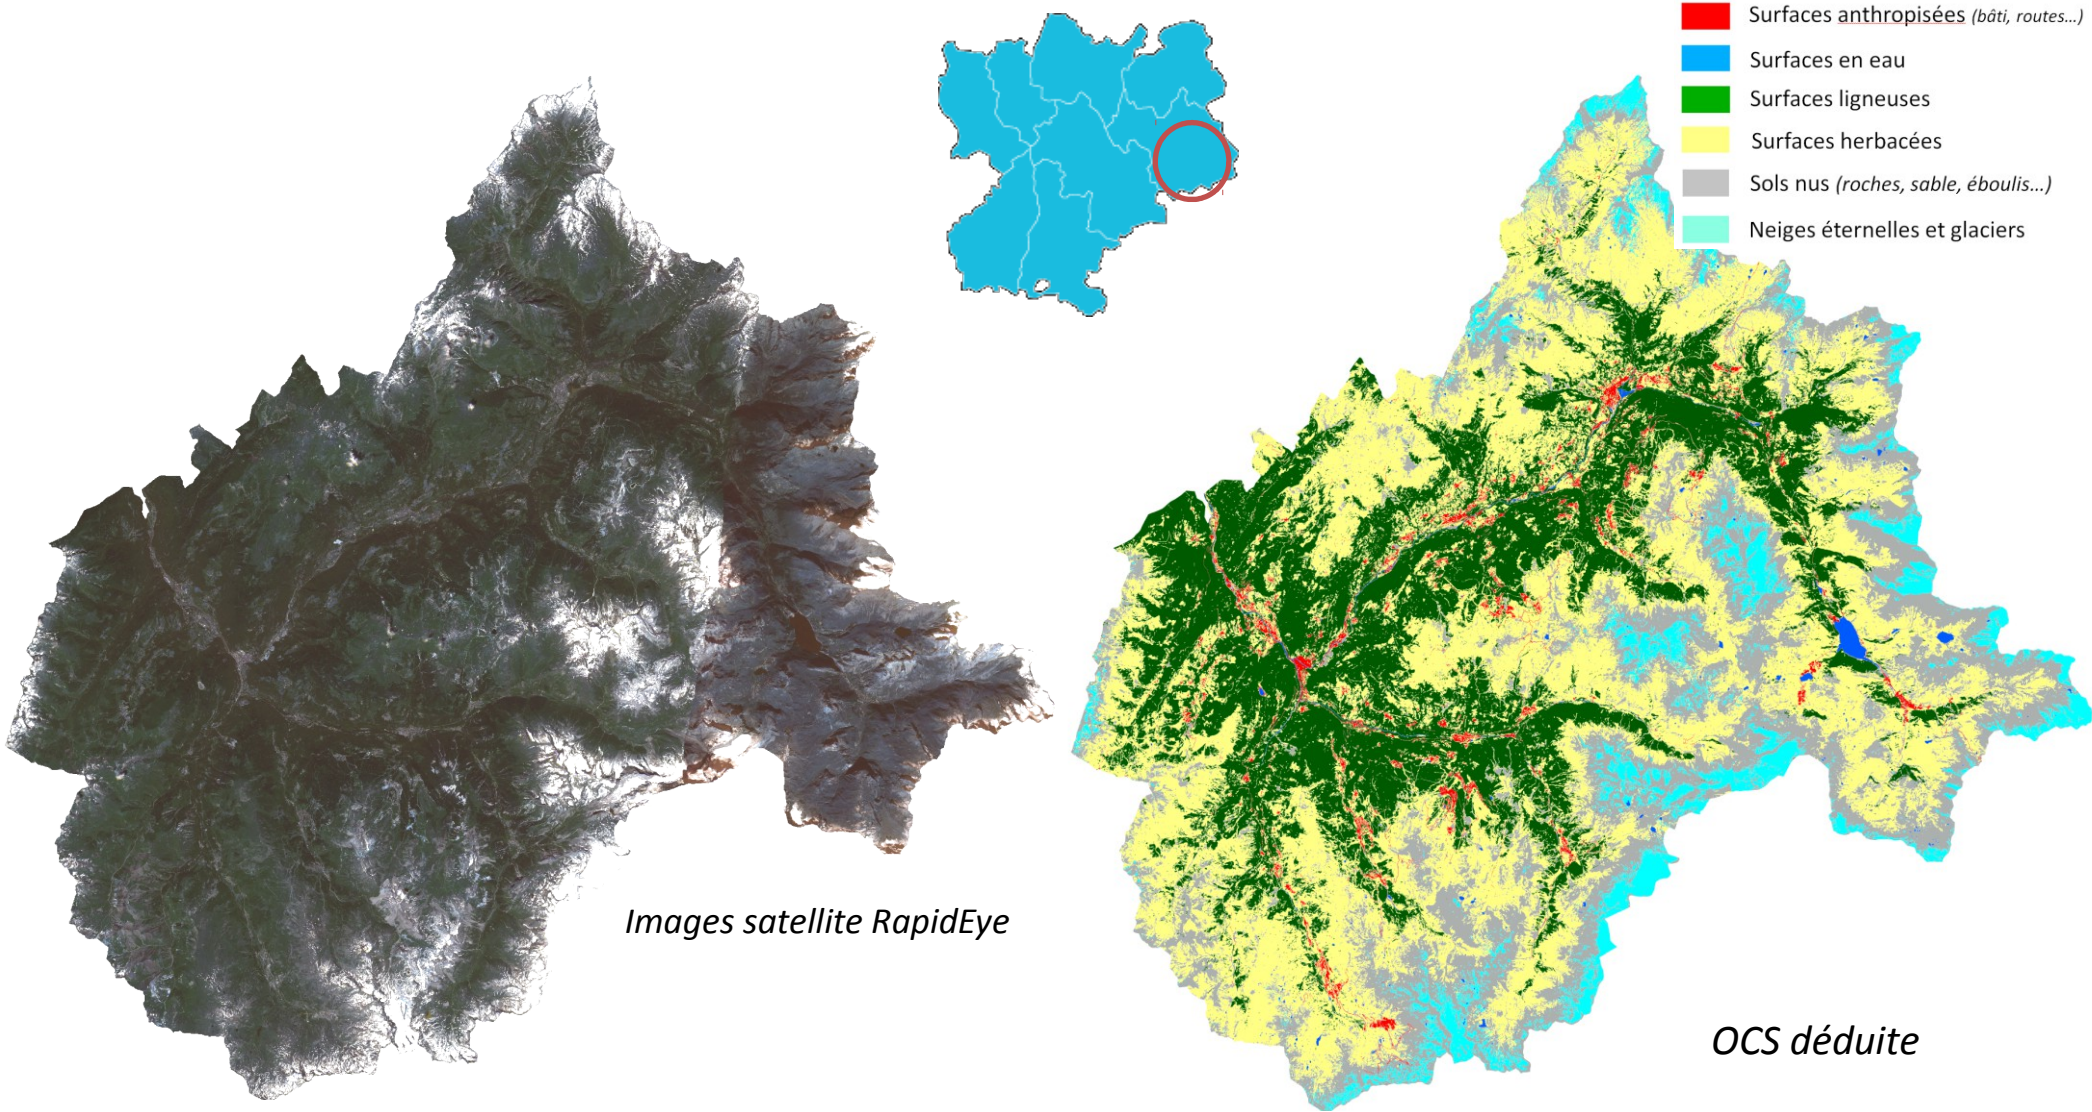 Surfaces anthropisées (bâti, routes...)
Surfaces en eau
Surfaces ligneuses
Surfaces herbacées
Sols nus (roches, sable, éboulis...)
Neiges éternelles et glaciers
Images satellite RapidEye
OCS déduite